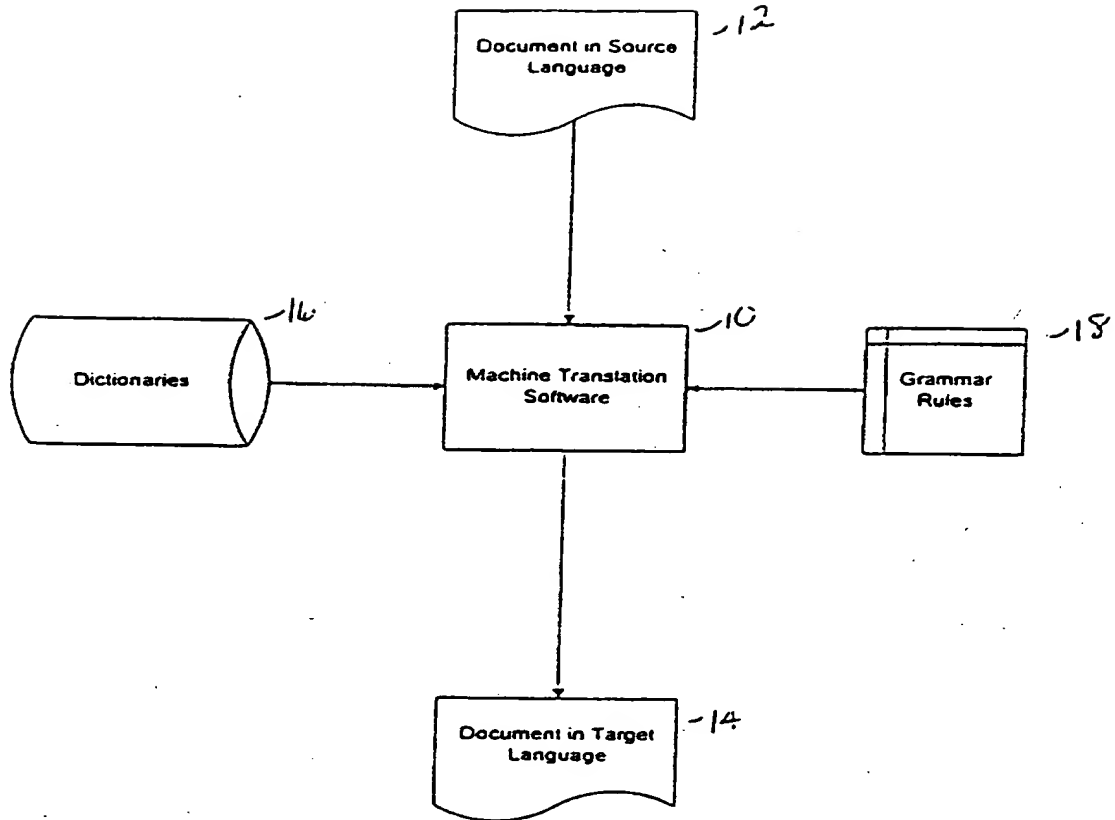 Document in Source
Language
12
Dictionaries
16
Machine Translation
Software
10
Grammar
Rules
18
Document in Target
Language
14